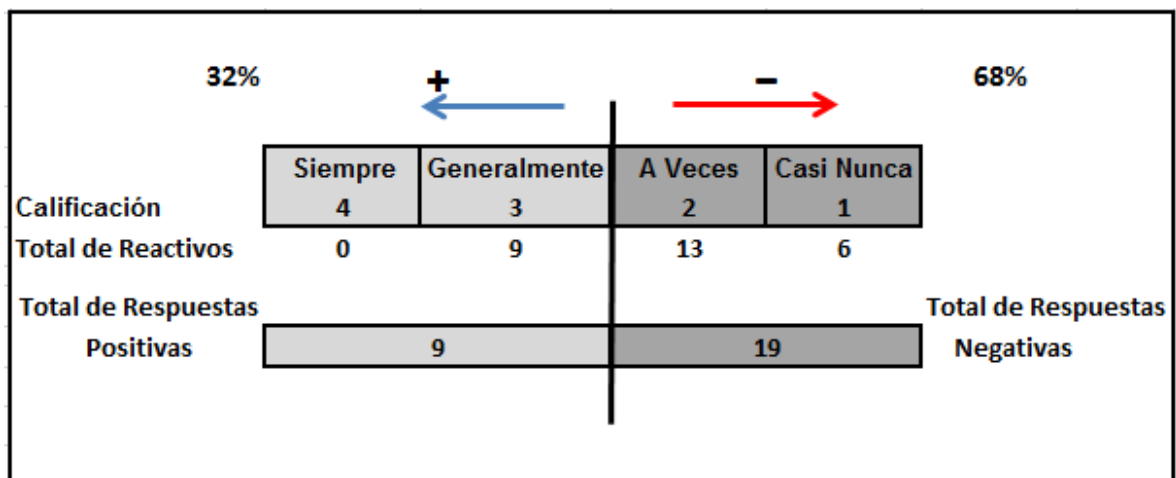 32% + − 68%
Siempre Generalmente A Veces Casi Nunca
Calificación 4 3 2 1
Total de Reactivos 0 9 13 6
Total de Respuestas Total de Respuestas
Positivas 9 19 Negativas